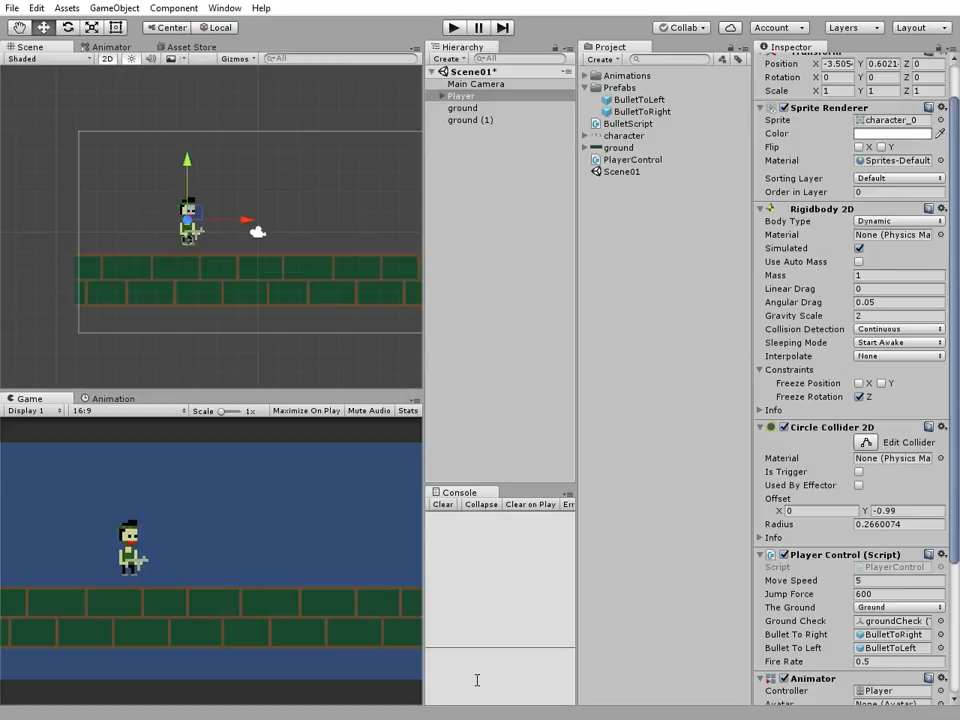 File Edit Assets GameObject Component Window Help
Center Local Collab Account Layers Layout
Scene Animator Asset Store
Shaded 2D Gizmos All
Game Animation
Display 1 16:9 Scale 1x Maximize On Play Mute Audio Stats
Hierarchy
Create All
Scene01*
Main Camera
Player
ground
ground (1)
Console
Clear Collapse Clear on Play Err
Project
Create
Animations
Prefabs
BulletToLeft
BulletToRight
BulletScript
character
ground
PlayerControl
Scene01
Inspector
Transform
Position X -3.505 Y 0.6021 Z 0
Rotation X 0 Y 0 Z 0
Scale X 1 Y 1 Z 1
Sprite Renderer
Sprite character_0
Color
Flip X Y
Material Sprites-Default
Sorting Layer Default
Order in Layer 0
Rigidbody 2D
Body Type Dynamic
Material None (Physics Ma
Simulated
Use Auto Mass
Mass 1
Linear Drag 0
Angular Drag 0.05
Gravity Scale 2
Collision Detection Continuous
Sleeping Mode Start Awake
Interpolate None
Constraints
Freeze Position X Y
Freeze Rotation Z
Info
Circle Collider 2D
Edit Collider
Material None (Physics Ma
Is Trigger
Used By Effector
Offset
X 0 Y -0.99
Radius 0.2660074
Info
Player Control (Script)
Script PlayerControl
Move Speed 5
Jump Force 600
The Ground Ground
Ground Check groundCheck (
Bullet To Right BulletToRight
Bullet To Left BulletToLeft
Fire Rate 0.5
Animator
Controller Player
Avatar None (Avatar)